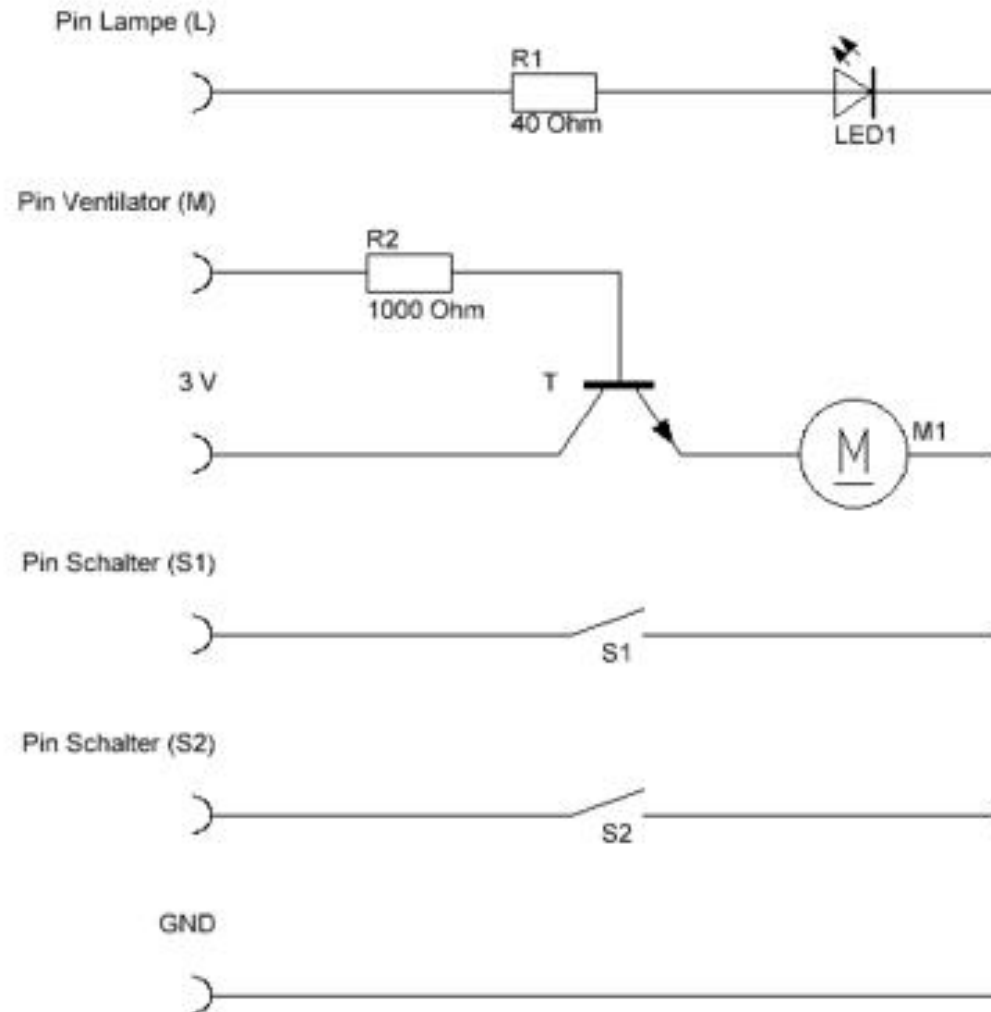 Pin Lampe (L)
R1
40 Ohm
LED1
Pin Ventilator (M)
R2
1000 Ohm
3 V
T
M
M1
Pin Schalter (S1)
S1
Pin Schalter (S2)
S2
GND